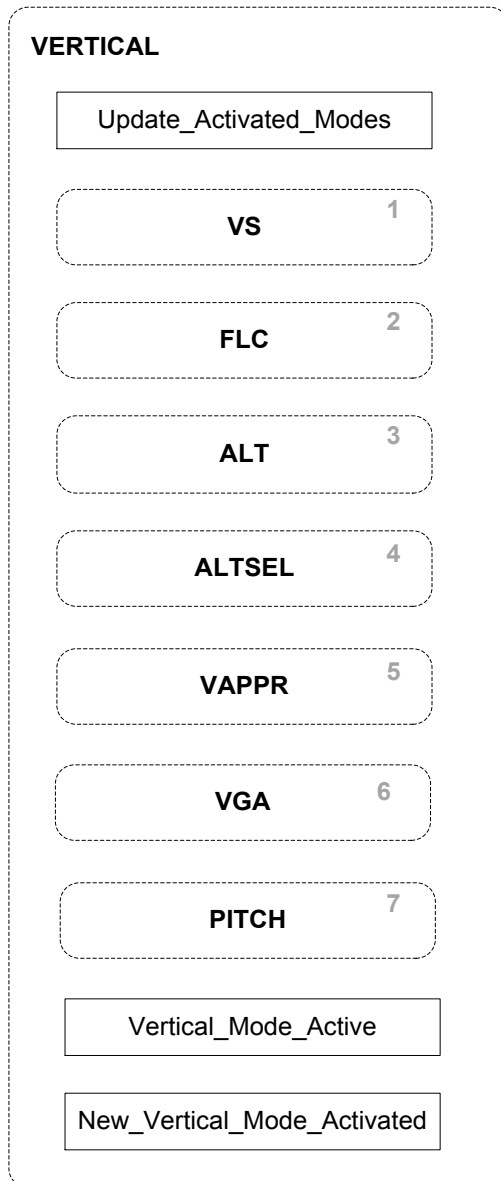 VERTICAL
Update_Activated_Modes
1
VS
2
FLC
3
ALT
4
ALTSEL
5
VAPPR
6
VGA
7
PITCH
Vertical_Mode_Active
New_Vertical_Mode_Activated